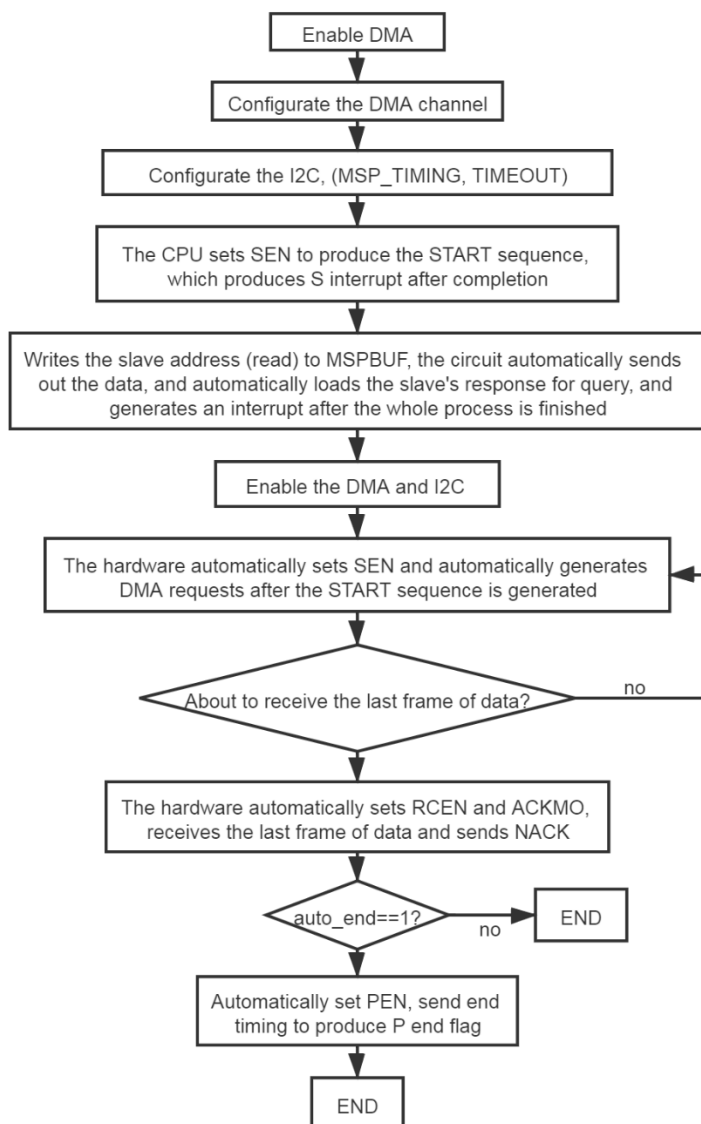 Enable DMA
Configurate the DMA channel
Configurate the I2C, (MSP_TIMING, TIMEOUT)
The CPU sets SEN to produce the START sequence,
which produces S interrupt after completion
Writes the slave address (read) to MSPBUF, the circuit automatically sends
out the data, and automatically loads the slave's response for query, and
generates an interrupt after the whole process is finished
Enable the DMA and I2C
The hardware automatically sets SEN and automatically generates
DMA requests after the START sequence is generated
About to receive the last frame of data?
no
The hardware automatically sets RCEN and ACKMO,
receives the last frame of data and sends NACK
auto_end==1?
no
END
Automatically set PEN, send end
timing to produce P end flag
END